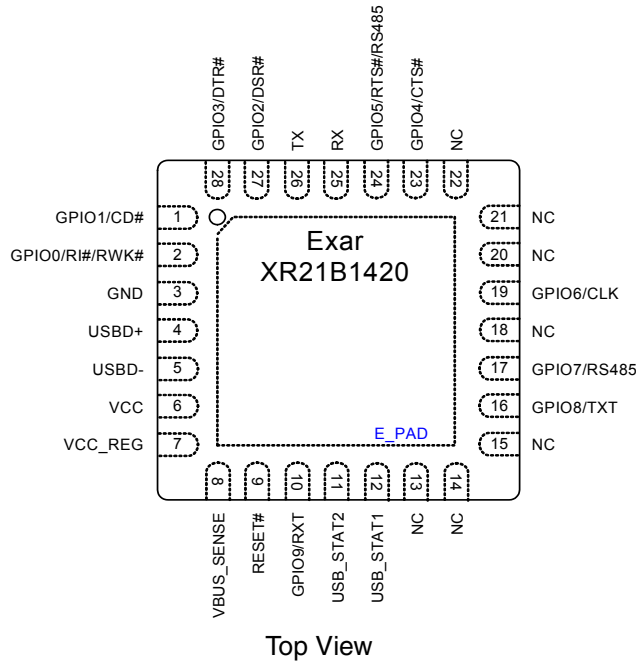 GPIO3/DTR#
GPIO2/DSR#
TX
RX
GPIO5/RTS#/RS485
GPIO4/CTS#
NC
28
27
26
25
24
23
22
GPIO1/CD# 1
GPIO0/RI#/RWK# 2
GND 3
USBD+ 4
USBD- 5
VCC 6
VCC_REG 7
Exar
XR21B1420
E_PAD
21 NC
20 NC
19 GPIO6/CLK
18 NC
17 GPIO7/RS485
16 GPIO8/TXT
15 NC
8
9
10
11
12
13
14
VBUS_SENSE
RESET#
GPIO9/RXT
USB_STAT2
USB_STAT1
NC
NC
Top View